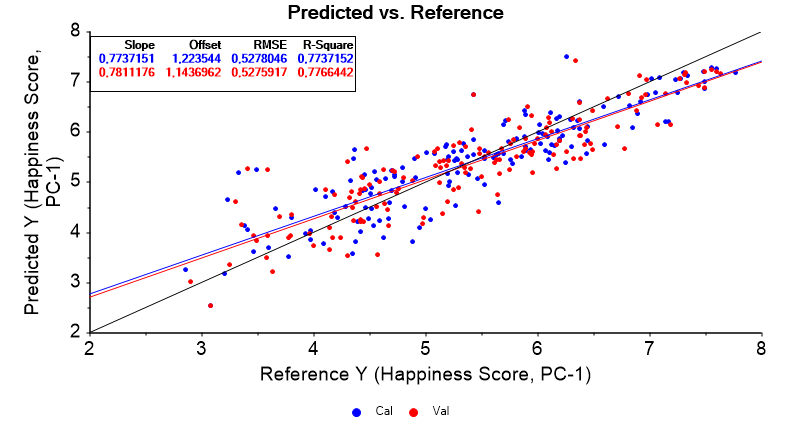 Predicted vs. Reference
Slope Offset RMSE R-Square
0.7737151 1.223544 0.5278046 0.7737152
0.7811176 1.1436962 0.5275917 0.7766442
Predicted Y (Happiness Score,
PC-1)
8
7
6
5
4
3
2
2 3 4 5 6 7 8
Reference Y (Happiness Score, PC-1)
Cal Val